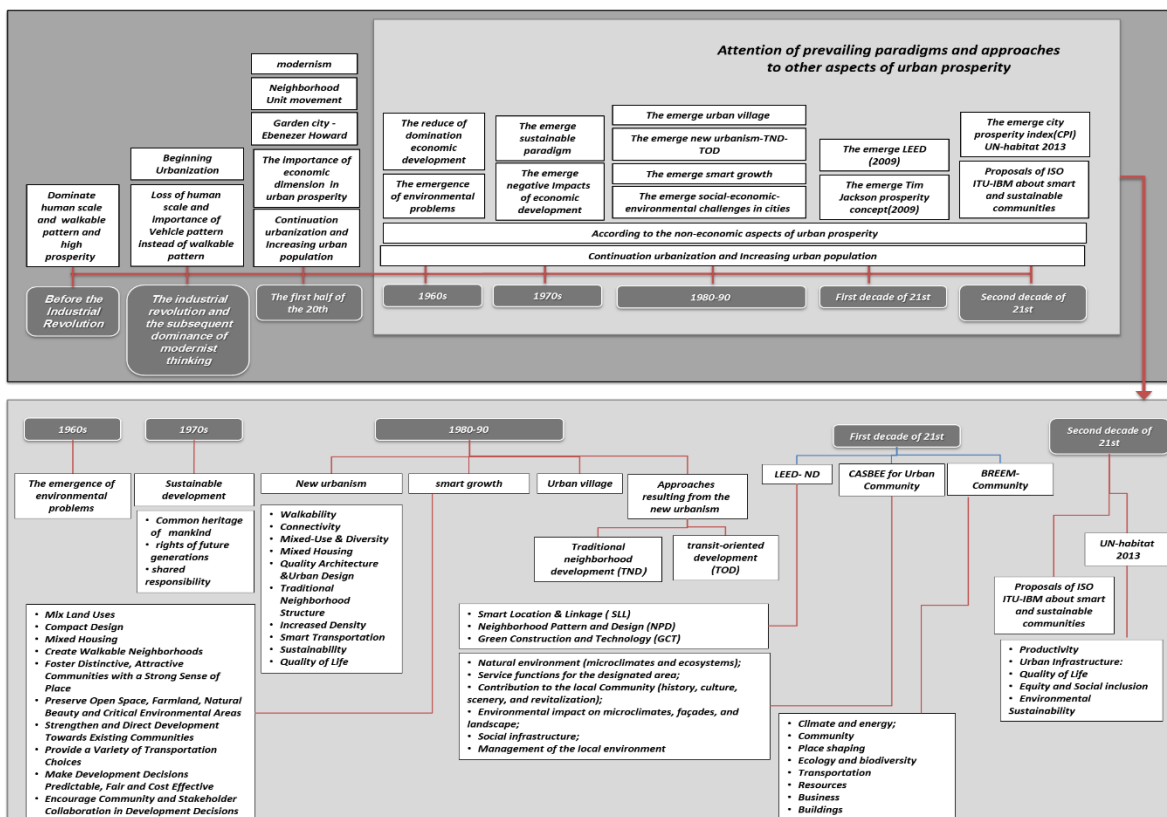 Attention of prevailing paradigms and approaches
to other aspects of urban prosperity
modernism
Neighborhood
Unit movement
Garden city -
Ebenezer Howard
The importance of
economic
dimension in
urban prosperity
Continuation
urbanization and
Increasing urban
population
Beginning
Urbanization
Loss of human
scale and
Importance of
Vehicle pattern
instead of walkable
pattern
Dominate
human scale
and walkable
pattern and
high
prosperity
The reduce of
domination
economic
development
The emergence
of environmental
problems
The emerge
sustainable
paradigm
The emerge
negative Impacts
of economic
development
The emerge urban village
The emerge new urbanism-TND-
TOD
The emerge smart growth
The emerge social-economic-
environmental challenges in cities
The emerge LEED
(2009)
The emerge Tim
Jackson prosperity
concept(2009)
The emerge city
prosperity index(CPI)
UN-habitat 2013
Proposals of ISO
ITU-IBM about smart
and sustainable
communities
According to the non-economic aspects of urban prosperity
Continuation urbanization and Increasing urban population
Before the
Industrial
Revolution
The industrial
revolution and
the subsequent
dominance of
modernist
thinking
The first half of
the 20th
1960s
1970s
1980-90
First decade of 21st
Second decade of
21st
1960s
1970s
1980-90
First decade of 21st
Second decade of
21st
The emergence of
environmental
problems
Sustainable
development
• Common heritage
of mankind
• rights of future
generations
• shared
responsibility
New urbanism
smart growth
Urban village
Approaches
resulting from the
new urbanism
LEED- ND
CASBEE for Urban
Community
BREEM-
Community
• Walkability
• Connectivity
• Mixed-Use & Diversity
• Mixed Housing
• Quality Architecture
&Urban Design
• Traditional
Neighborhood
Structure
• Increased Density
• Smart Transportation
• Sustainability
• Quality of Life
Traditional
neighborhood
development (TND)
transit-oriented
development
(TOD)
UN-habitat
2013
Proposals of ISO
ITU-IBM about smart
and sustainable
communities
• Mix Land Uses
• Compact Design
• Mixed Housing
• Create Walkable Neighborhoods
• Foster Distinctive, Attractive
Communities with a Strong Sense of
Place
• Preserve Open Space, Farmland, Natural
Beauty and Critical Environmental Areas
• Strengthen and Direct Development
Towards Existing Communities
• Provide a Variety of Transportation
Choices
• Make Development Decisions
Predictable, Fair and Cost Effective
• Encourage Community and Stakeholder
Collaboration in Development Decisions
• Smart Location & Linkage ( SLL)
• Neighborhood Pattern and Design (NPD)
• Green Construction and Technology (GCT)
• Natural environment (microclimates and ecosystems);
• Service functions for the designated area;
• Contribution to the local Community (history, culture,
scenery, and revitalization);
• Environmental impact on microclimates, façades, and
landscape;
• Social infrastructure;
• Management of the local environment
• Climate and energy;
• Community
• Place shaping
• Ecology and biodiversity
• Transportation
• Resources
• Business
• Buildings
• Productivity
• Urban Infrastructure:
• Quality of Life
• Equity and Social inclusion
• Environmental
Sustainability